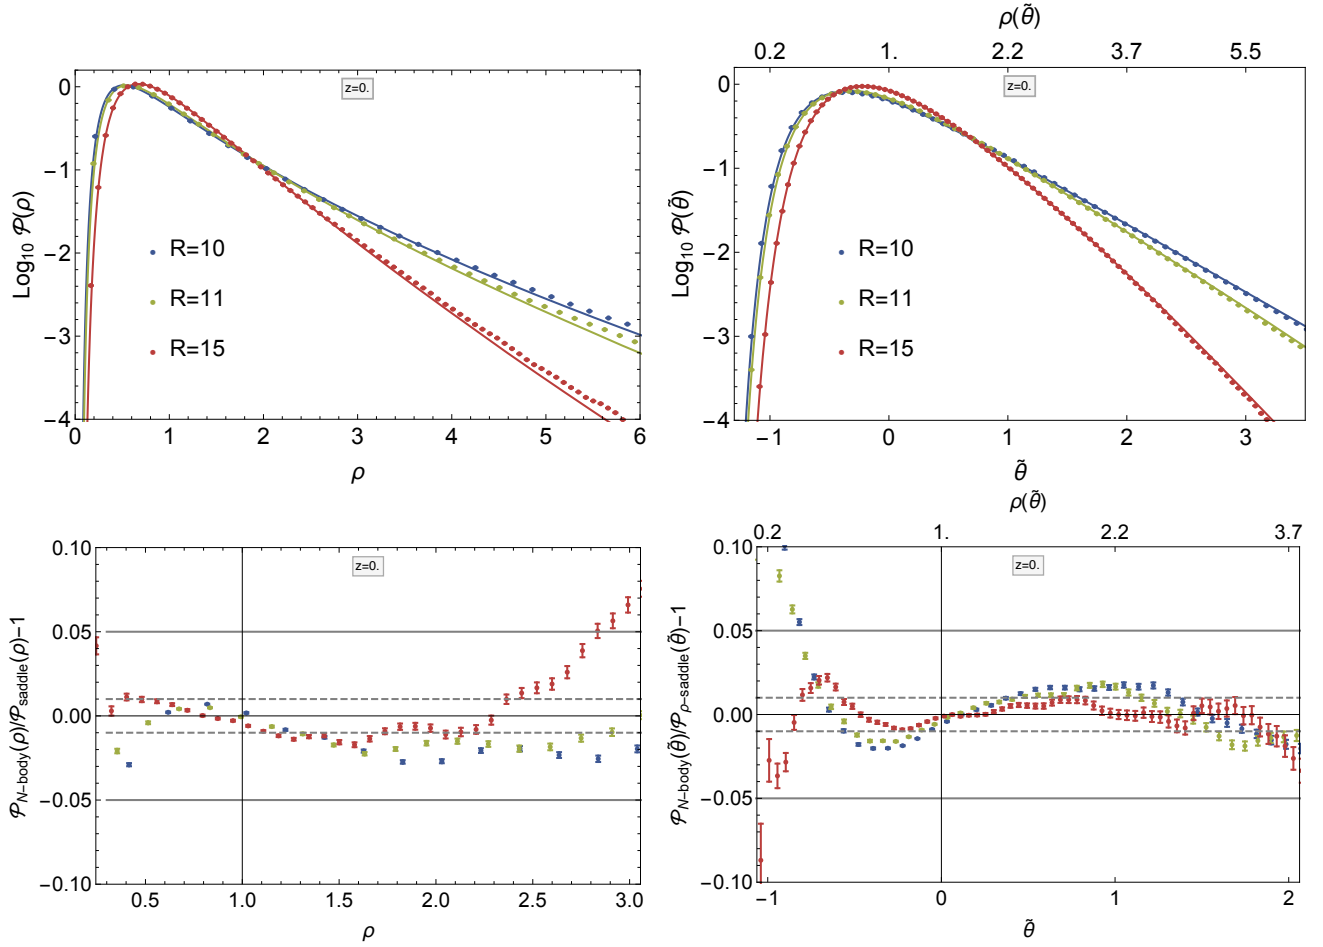 z=0.
Log₁₀ 𝒫(ρ)
0
−1
−2
−3
−4
R=10
R=11
R=15
0 1 2 3 4 5 6
ρ
ρ(θ̃)
0.2 1. 2.2 3.7 5.5
z=0.
Log₁₀ 𝒫(θ̃)
0
−1
−2
−3
−4
R=10
R=11
R=15
−1 0 1 2 3
θ̃
z=0.
𝒫N−body(ρ)/𝒫saddle(ρ)−1
0.10
0.05
0.00
−0.05
−0.10
0.5 1.0 1.5 2.0 2.5 3.0
ρ
ρ(θ̃)
0.2 1. 2.2 3.7
z=0.
𝒫N−body(θ̃)/𝒫ρ−saddle(θ̃)−1
0.10
0.05
0.00
−0.05
−0.10
−1 0 1 2
θ̃